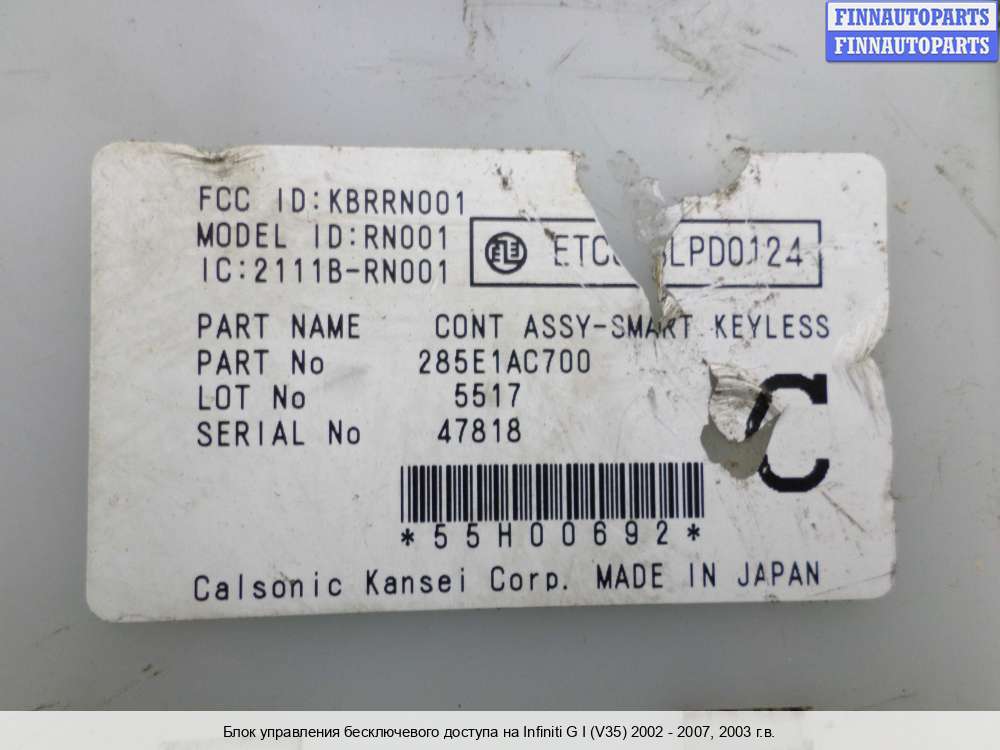 FINNAUTOPARTS
FINNAUTOPARTS
FCC ID:KBRRN001
MODEL ID:RN001
IC:2111B-RN001
PART NAME CONT ASSY-SMART KEYLESS
PART No 285E1AC700
LOT No 5517
SERIAL No 47818
C
*55H00692*
Calsonic Kansei Corp. MADE IN JAPAN
Блок управления бесключевого доступа на Infiniti G I (V35) 2002 - 2007, 2003 г.в.